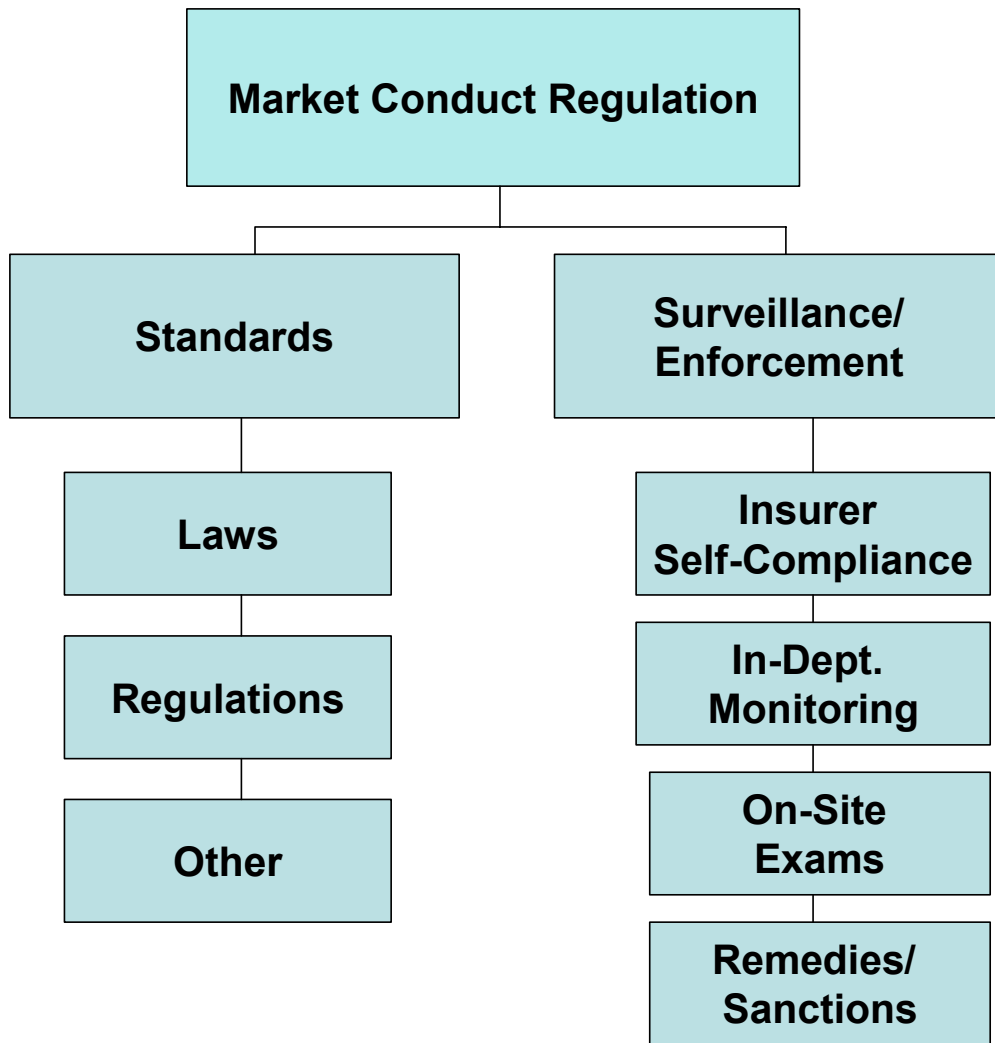 Market Conduct Regulation
Standards
Surveillance/
Enforcement
Laws
Regulations
Other
Insurer
Self-Compliance
In-Dept.
Monitoring
On-Site
Exams
Remedies/
Sanctions